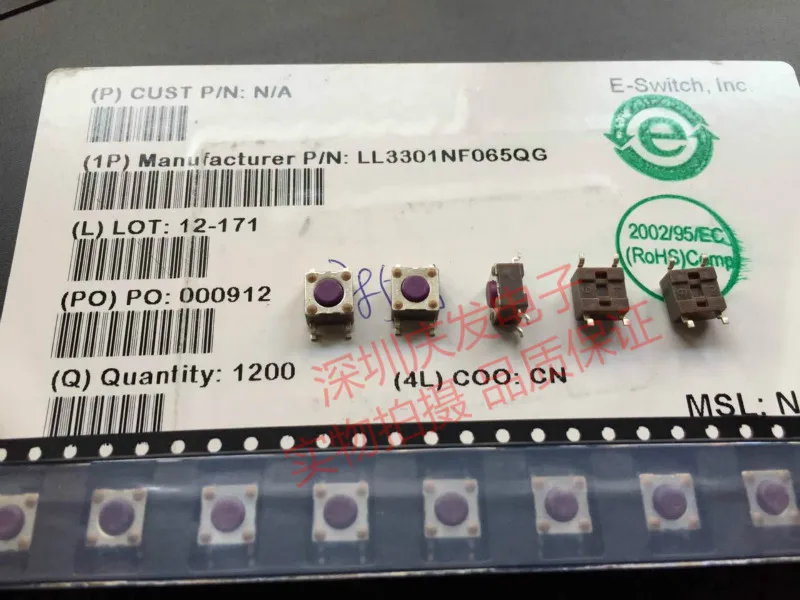 (P) CUST P/N: N/A
E-Switch, Inc
(1P) Manufacturer P/N: LL3301NF065QG
e
(L) LOT: 12-171
2002/95/EC
(RoHS)Comp
(PO) PO: 000912
(Q) Quantity: 1200
(4L) COO: CN
MSL: N
深圳庆发电子
实物拍摄 品质保证